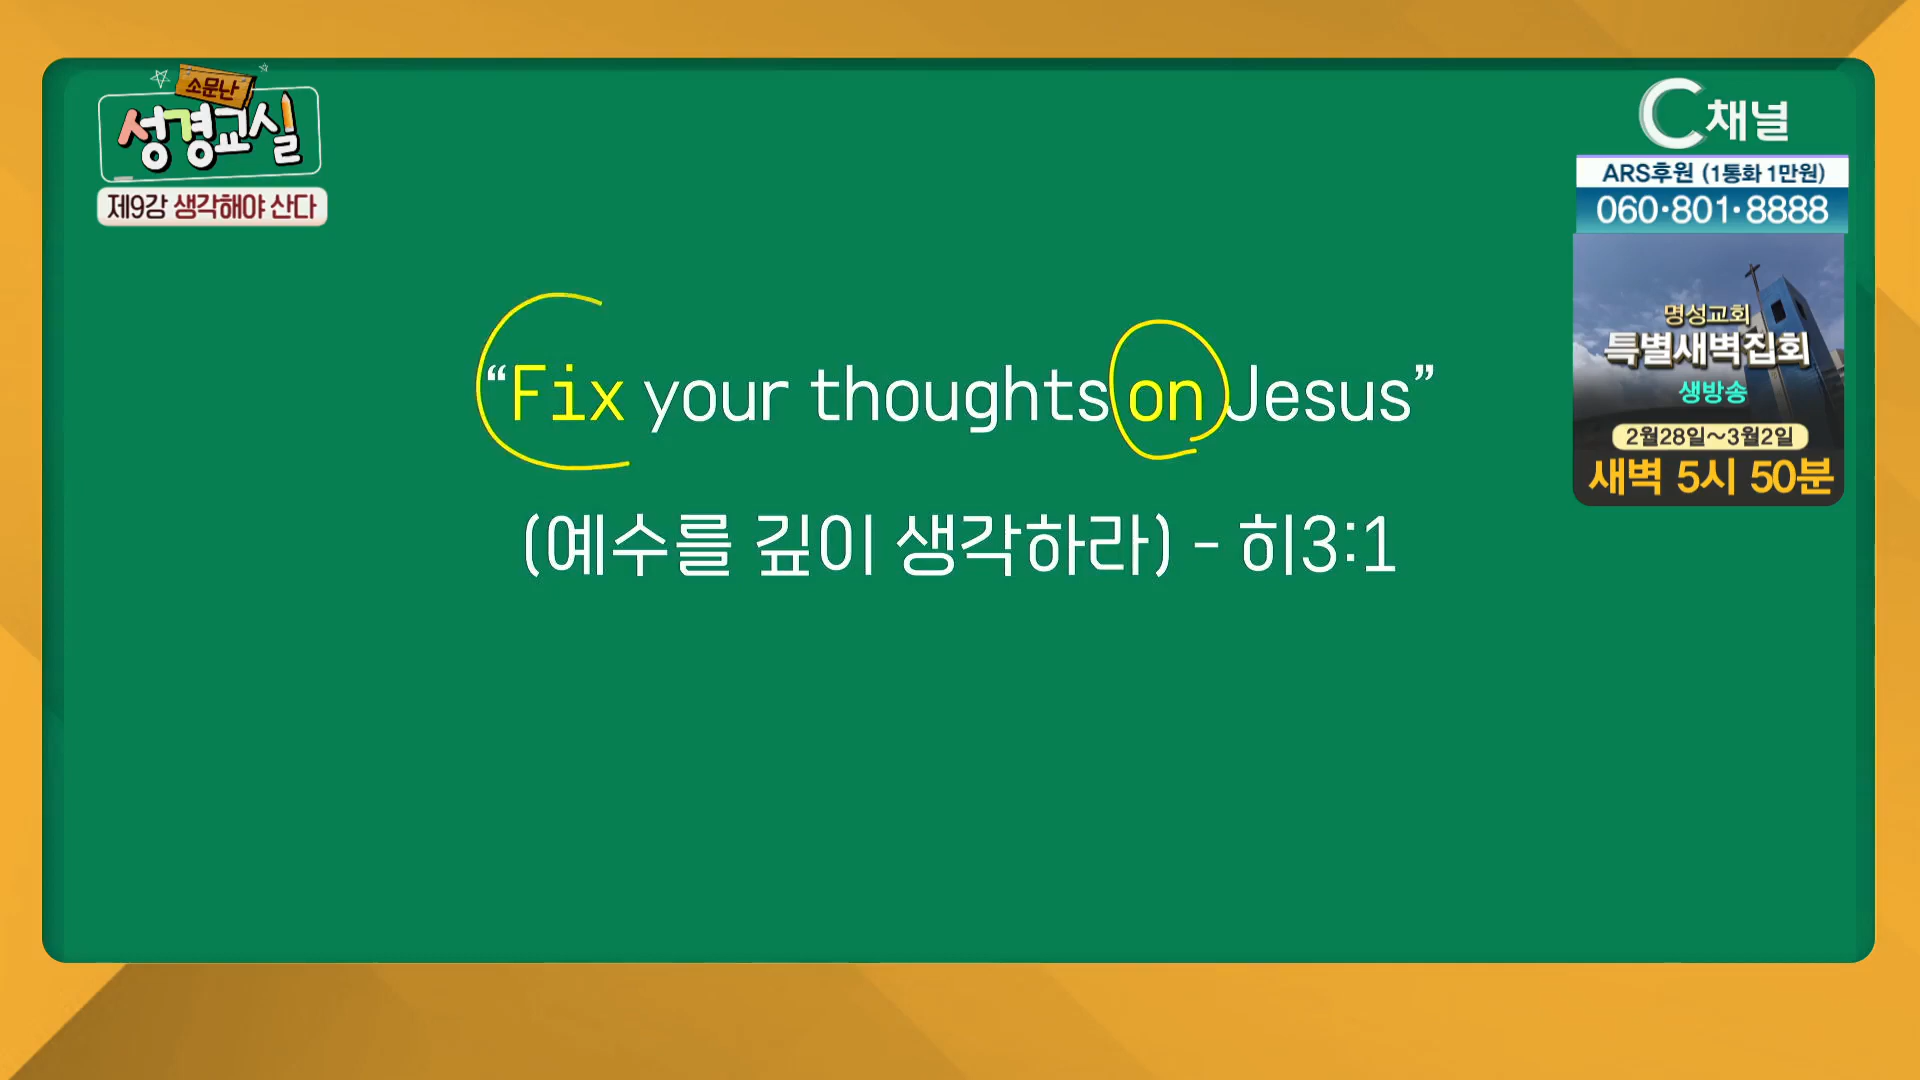 소문난
성경교실
제9강 생각해야 산다
C채널
ARS후원 (1통화 1만원)
060·801·8888
명성교회
특별새벽집회
생방송
2월28일~3월2일
새벽 5시 50분
“Fix your thoughts on Jesus”
(예수를 깊이 생각하라) - 히3:1